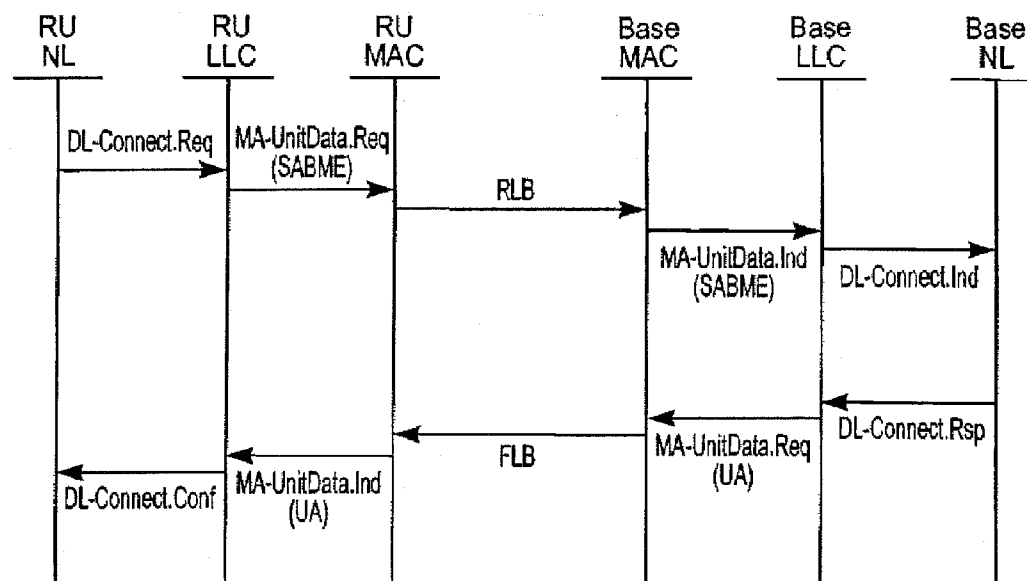 RU
NL
RU
LLC
RU
MAC
Base
MAC
Base
LLC
Base
NL
DL-Connect.Req
MA-UnitData.Req
(SABME)
RLB
MA-UnitData.Ind
(SABME)
DL-Connect.Ind
DL-Connect.Rsp
MA-UnitData.Req
(UA)
FLB
MA-UnitData.Ind
(UA)
DL-Connect.Conf